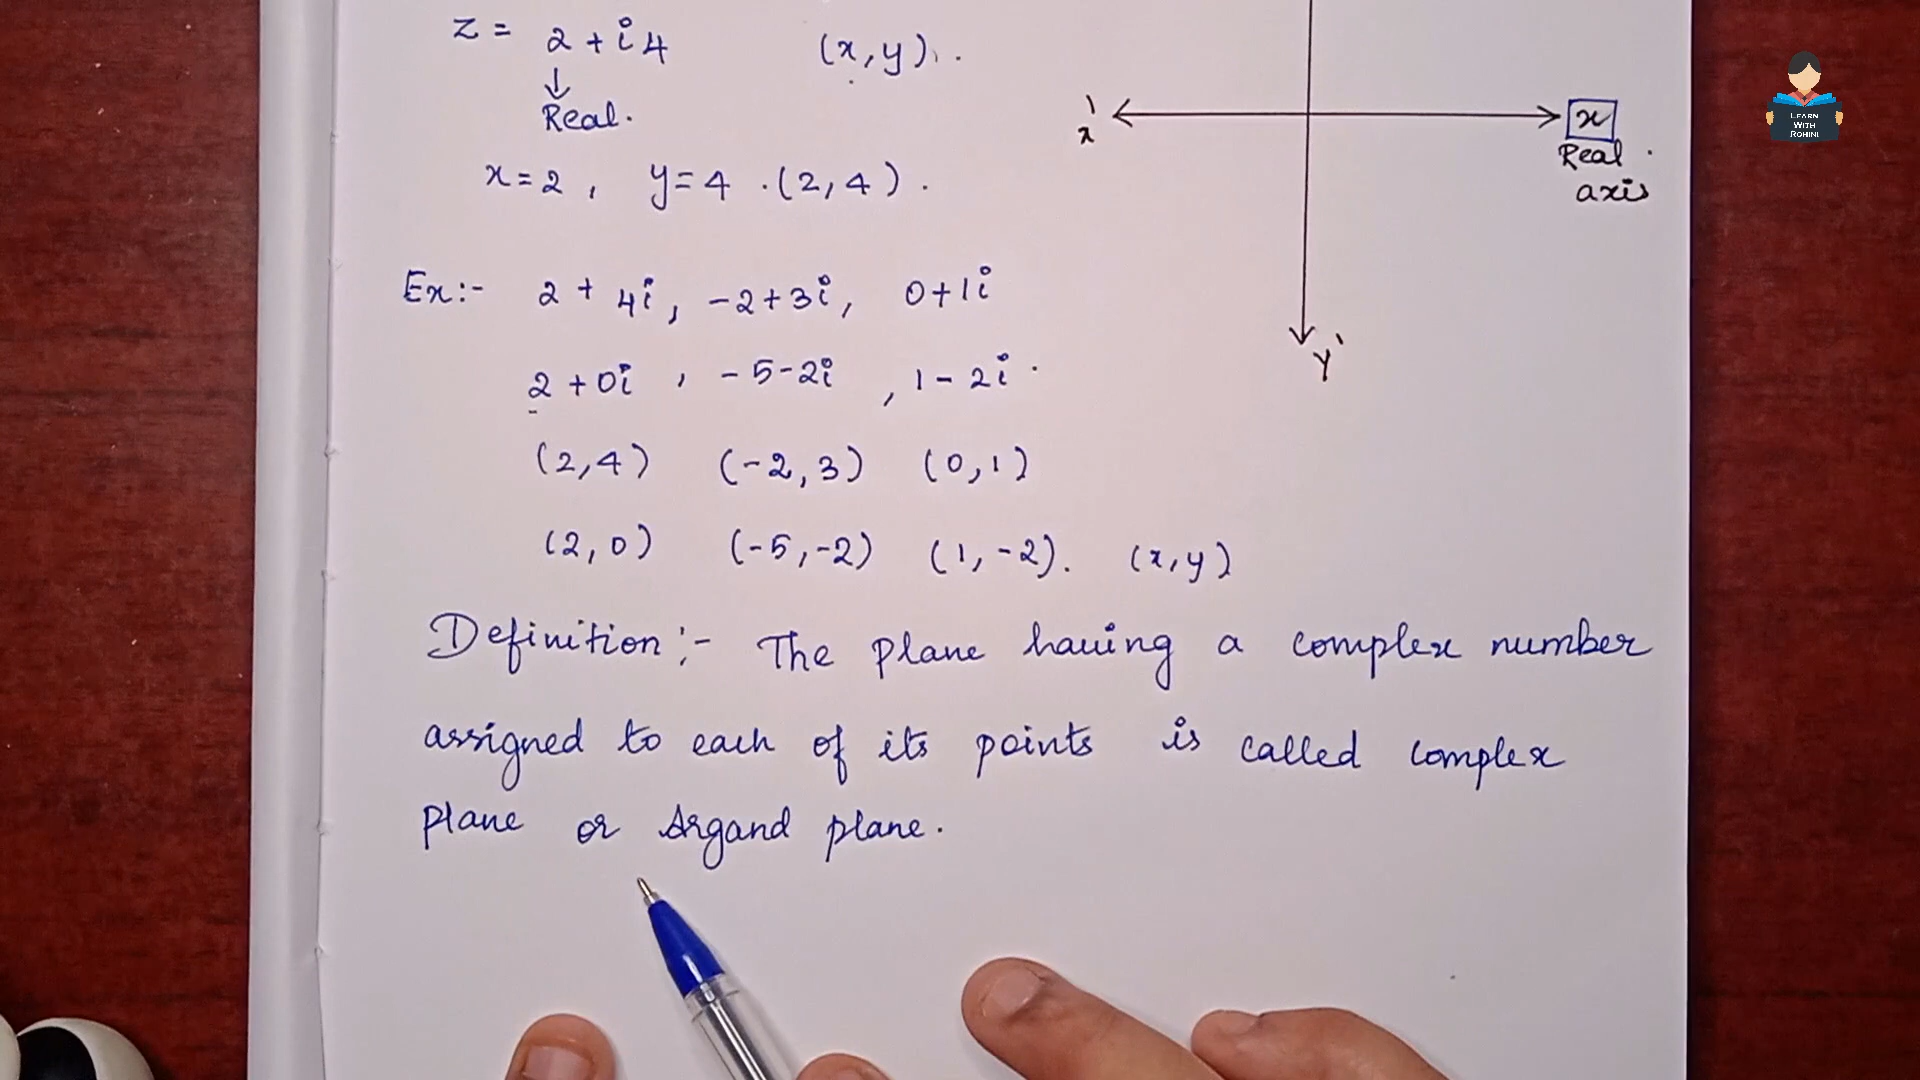 z = 2 + i4 (x,y).
↓
Real.
x = 2, y = 4 . (2,4).
x'
x
Real
axis
y'
Ex:- 2 + 4i, -2+3i, 0+1i
2 + 0i, -5-2i, 1-2i.
(2,4) (-2,3) (0,1)
(2,0) (-5,-2) (1,-2). (x,y)
Definition:- The plane having a complex number
assigned to each of its points is called complex
plane or Argand plane.
LEARN
WITH
ROHINI